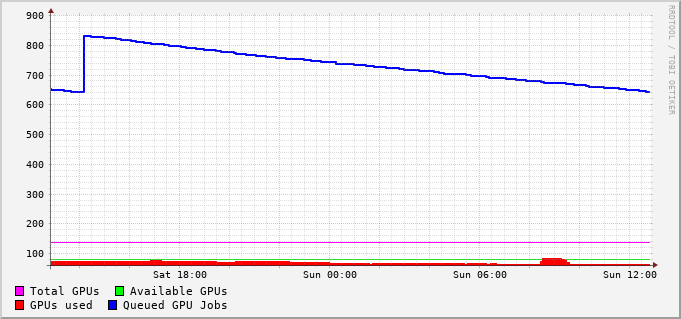 900
800
700
600
500
400
300
200
100
Sat 18:00 Sun 00:00 Sun 06:00 Sun 12:00
Total GPUs Available GPUs
GPUs used Queued GPU Jobs
RRDTOOL / TOBI OETIKER